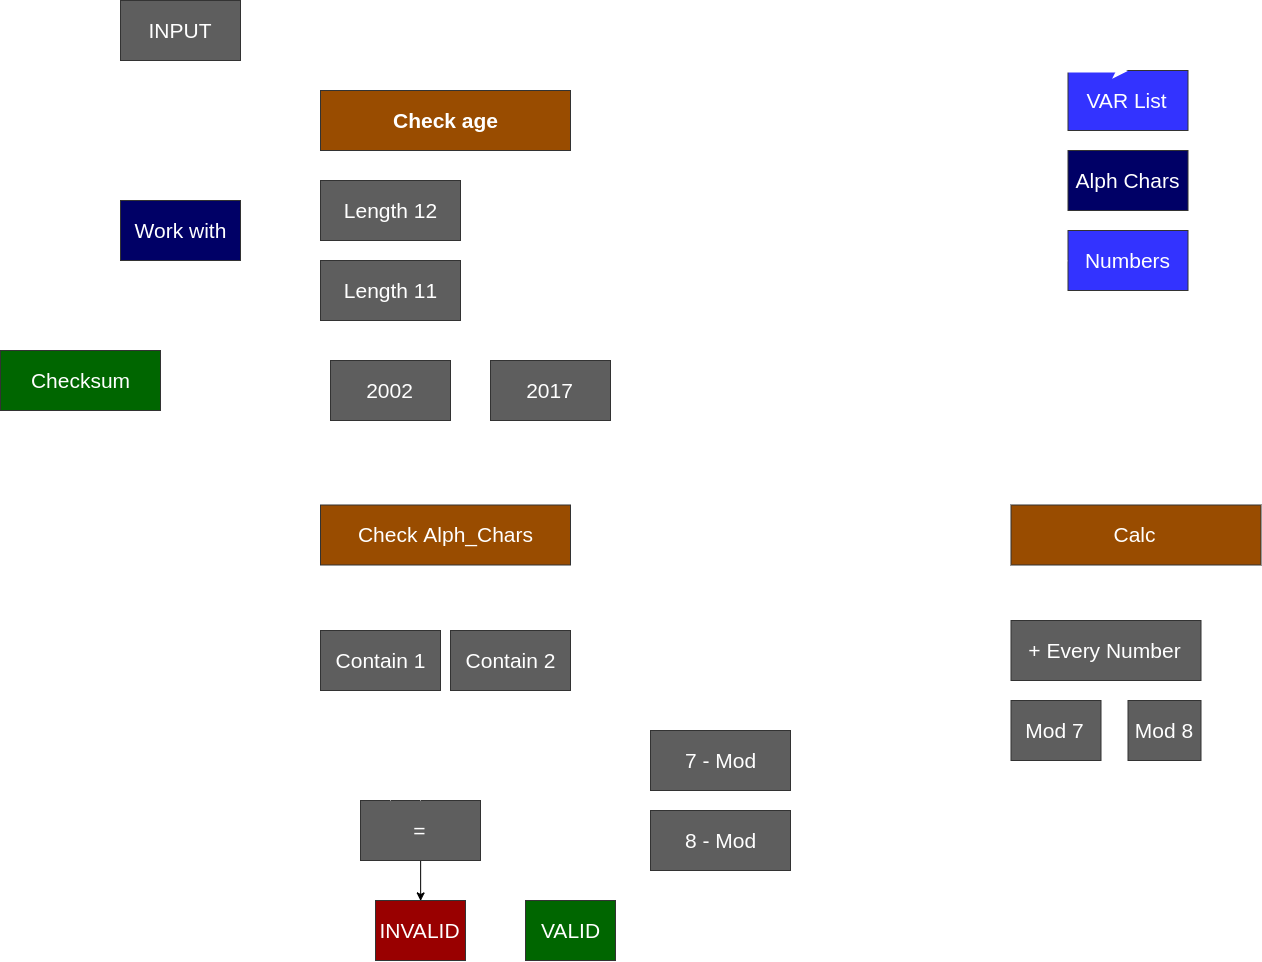 INPUT
Check age
VAR List
Alph Chars
Length 12
Work with
Numbers
Length 11
Checksum
2002
2017
Check Alph_Chars
Calc
Contain 1
Contain 2
+ Every Number
Mod 7
Mod 8
7 - Mod
=
8 - Mod
INVALID
VALID